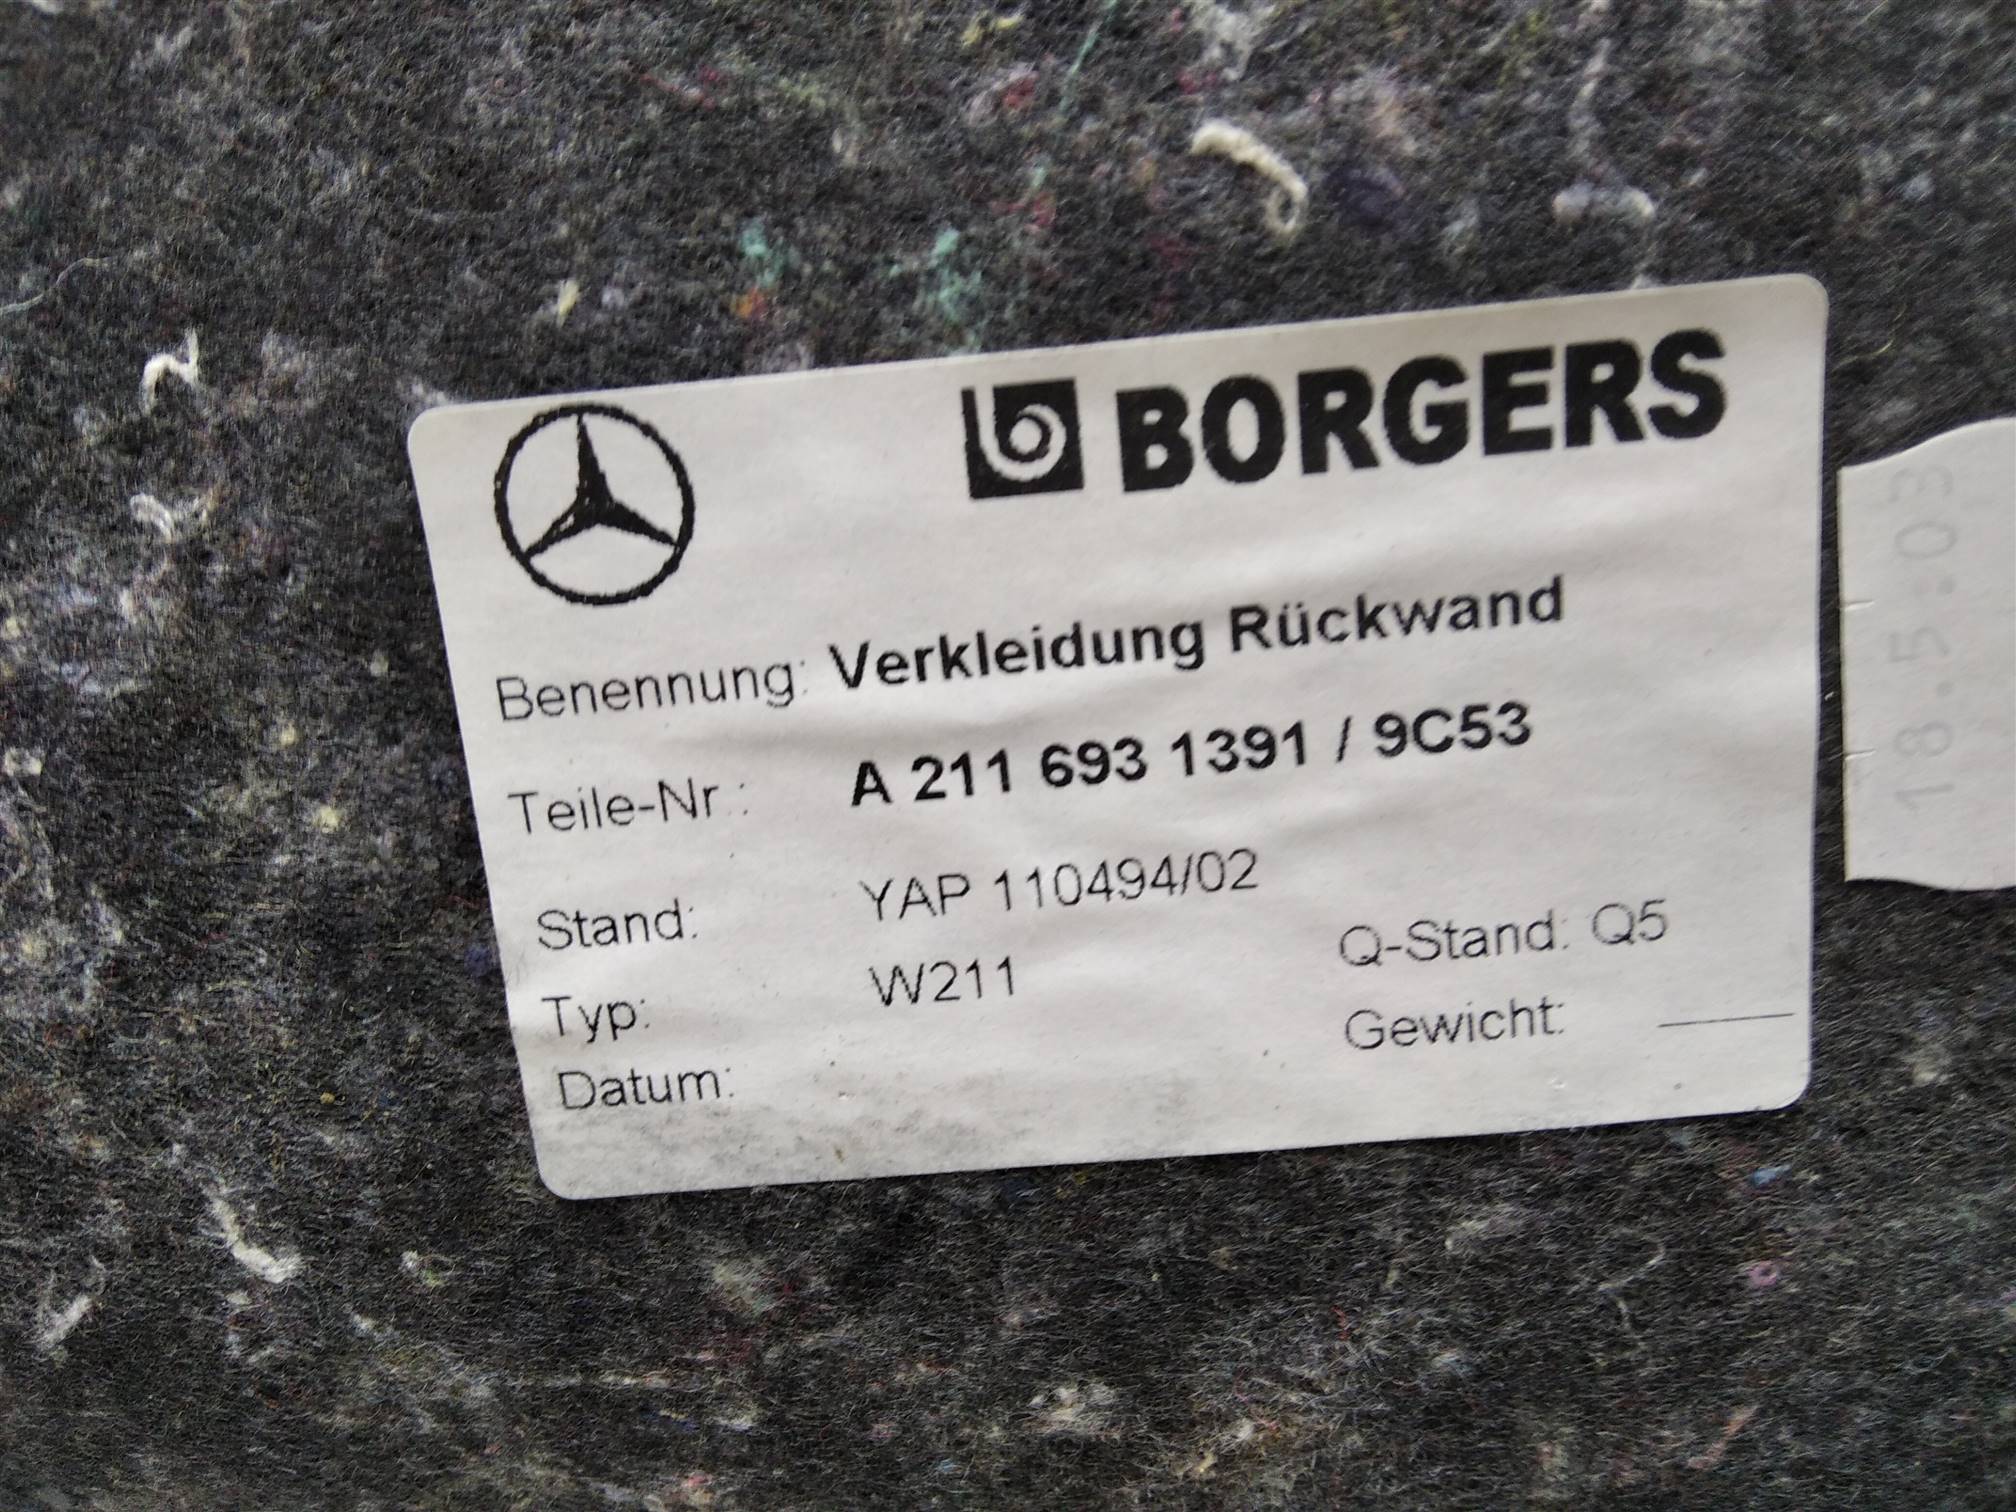 BORGERS
Benennung: Verkleidung Rückwand
Teile-Nr.: A 211 693 1391 / 9C53
Stand: YAP 110494/02
Typ: W211 Q-Stand: Q5
Datum: Gewicht:
18.5:03